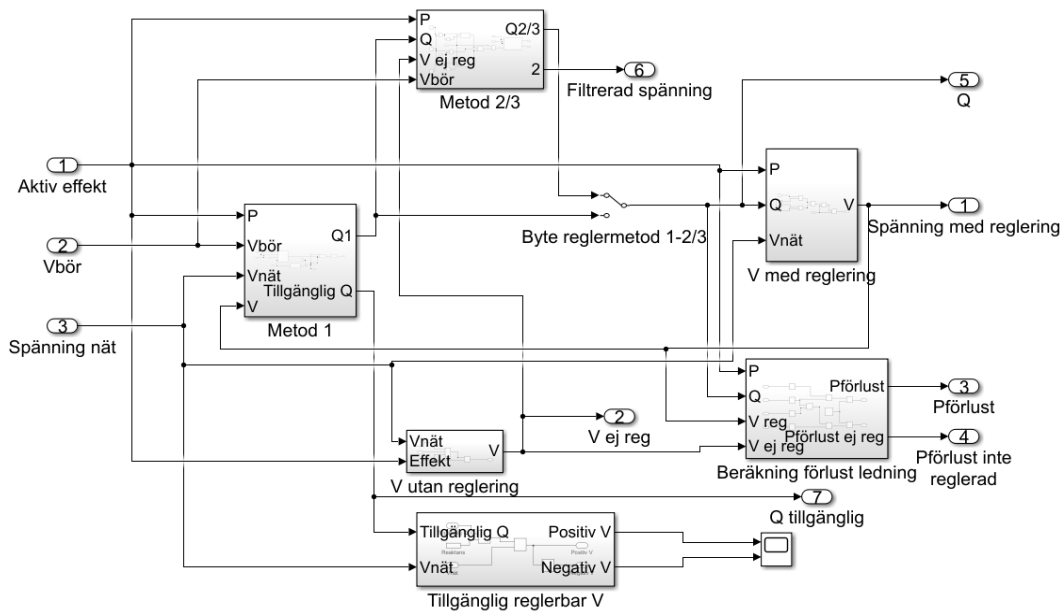 P
Q
V ej reg
Vbör
Q2/3
2
Metod 2/3
6
Filtrerad spänning
5
Q
1
Aktiv effekt
2
Vbör
3
Spänning nät
P
Vbör
Vnät
V
Q1
Tillgänglig Q
Metod 1
Byte reglermetod 1-2/3
P
Q
Vnät
V
V med reglering
1
Spänning med reglering
2
V ej reg
Vnät
Effekt
V
V utan reglering
P
Q
V reg
V ej reg
Pförlust
Pförlust ej reg
Beräkning förlust ledning
3
Pförlust
4
Pförlust inte
reglerad
7
Q tillgänglig
Tillgänglig Q
Vnät
Positiv V
Negativ V
Tillgänglig reglerbar V